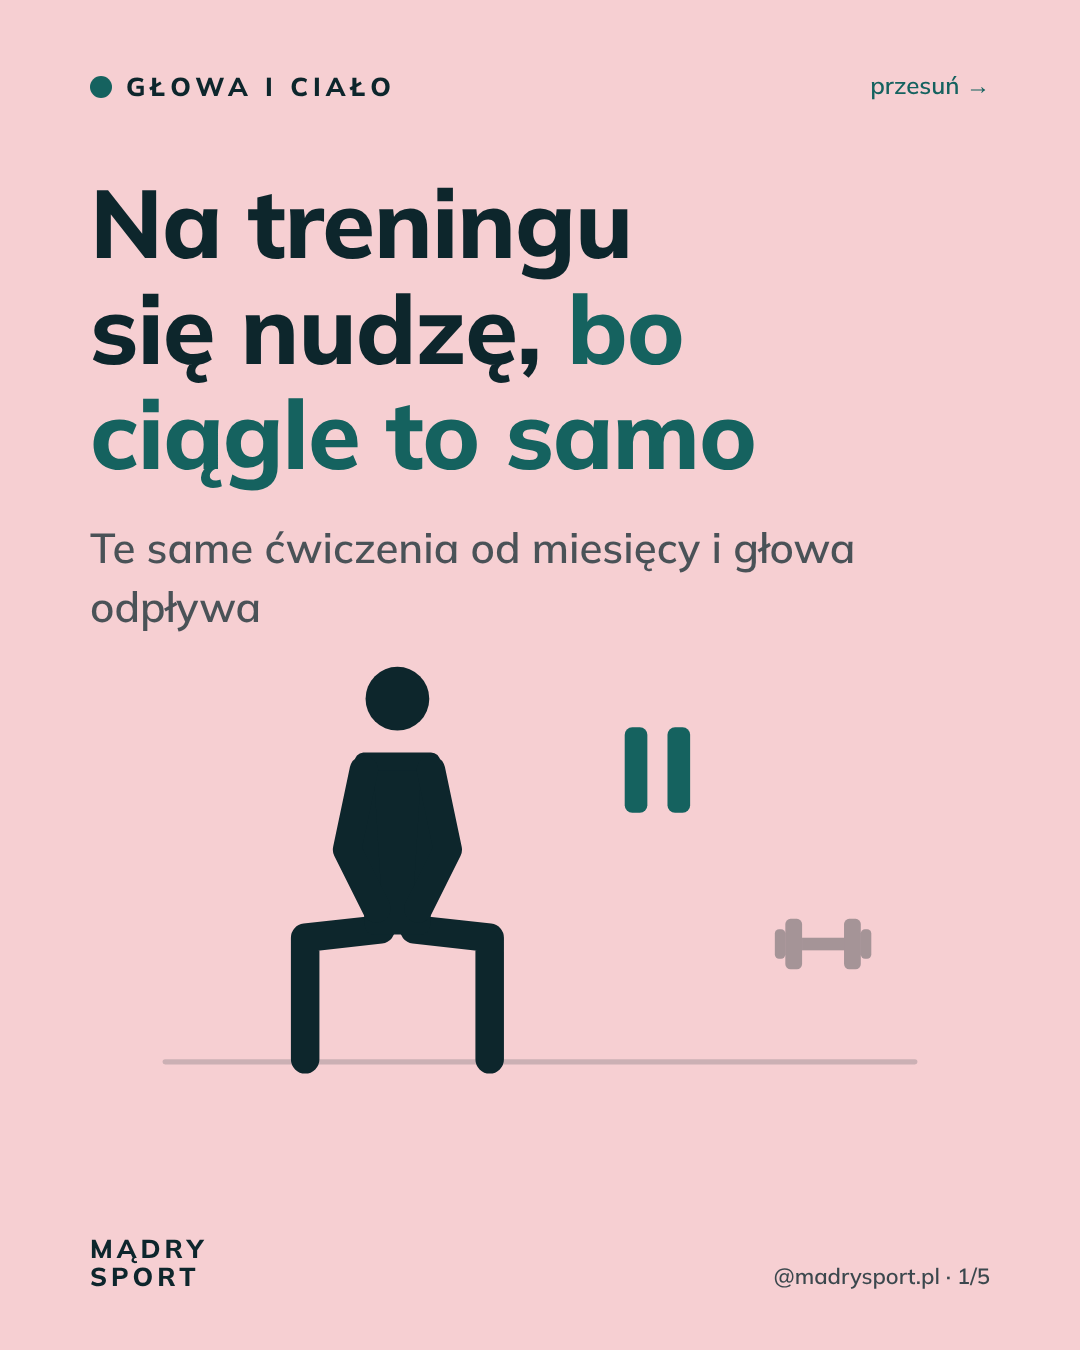 GŁOWA I CIAŁO
przesuń →
Na treningu
się nudzę, bo
ciągle to samo
Te same ćwiczenia od miesięcy i głowa
odpływa
MĄDRY
SPORT
@madrysport.pl · 1/5